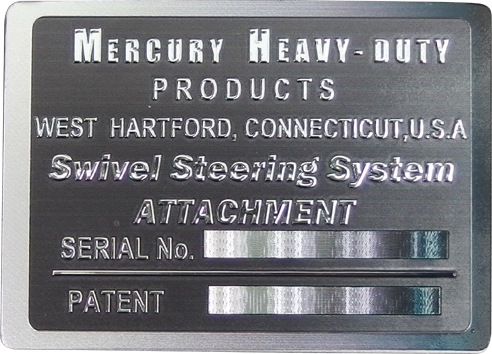 MERCURY HEAVY-DUTY
PRODUCTS
WEST HARTFORD, CONNECTICUT, U.S.A
Swivel Steering System
ATTACHMENT
SERIAL No.
PATENT